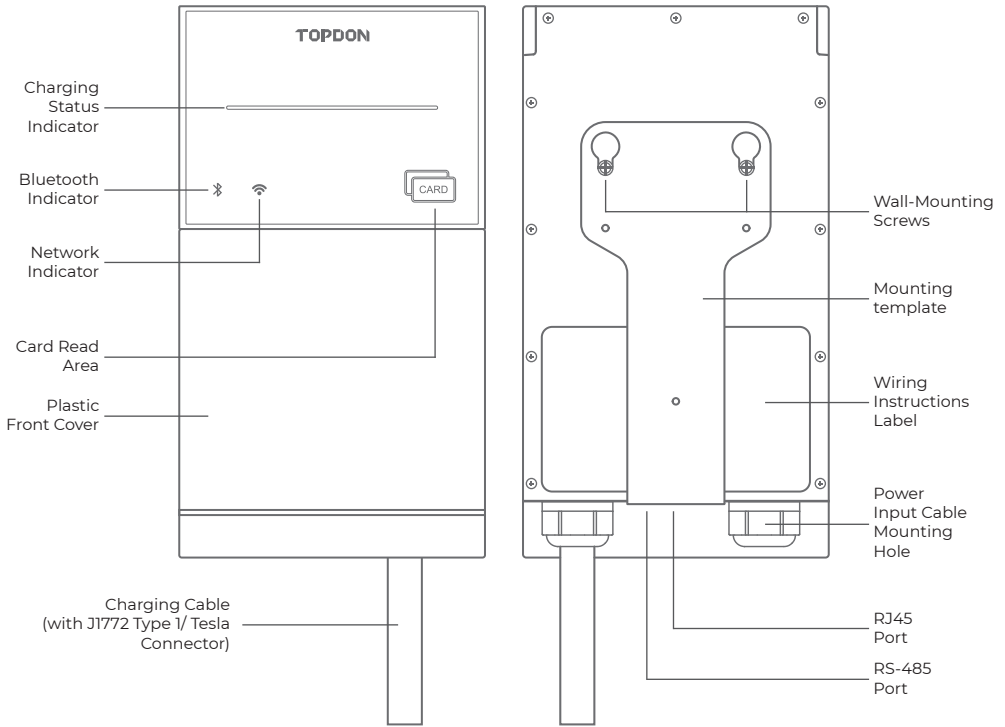 TOPDON
Charging
Status
Indicator
Bluetooth
Indicator
CARD
Network
Indicator
Card Read
Area
Plastic
Front Cover
Charging Cable
(with J1772 Type 1/ Tesla
Connector)
Wall-Mounting
Screws
Mounting
template
Wiring
Instructions
Label
Power
Input Cable
Mounting
Hole
RJ45
Port
RS-485
Port